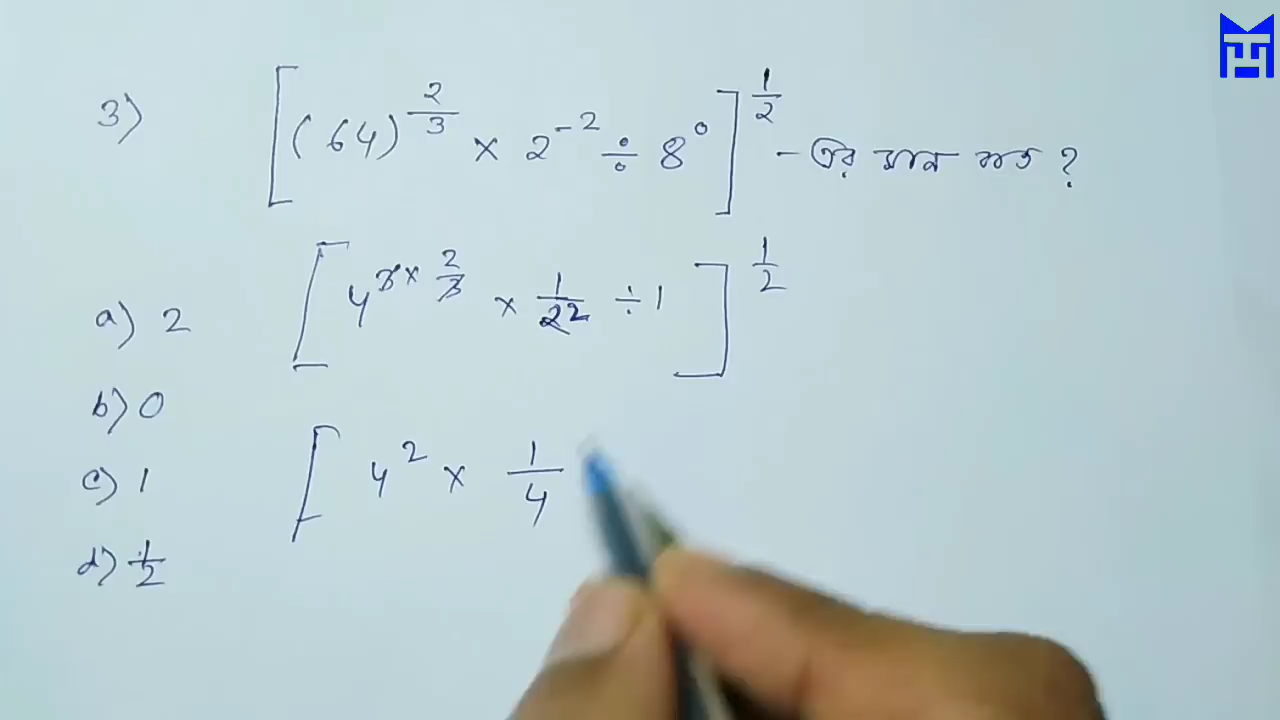 3) [(64)^{2/3} × 2^{-2} ÷ 8^0]^{1/2} - এর মান কত ?
[4^{3×2/3} × 1/2^2 ÷ 1]^{1/2}
a) 2
b) 0
[4^2 × 1/4
c) 1
d) 1/2